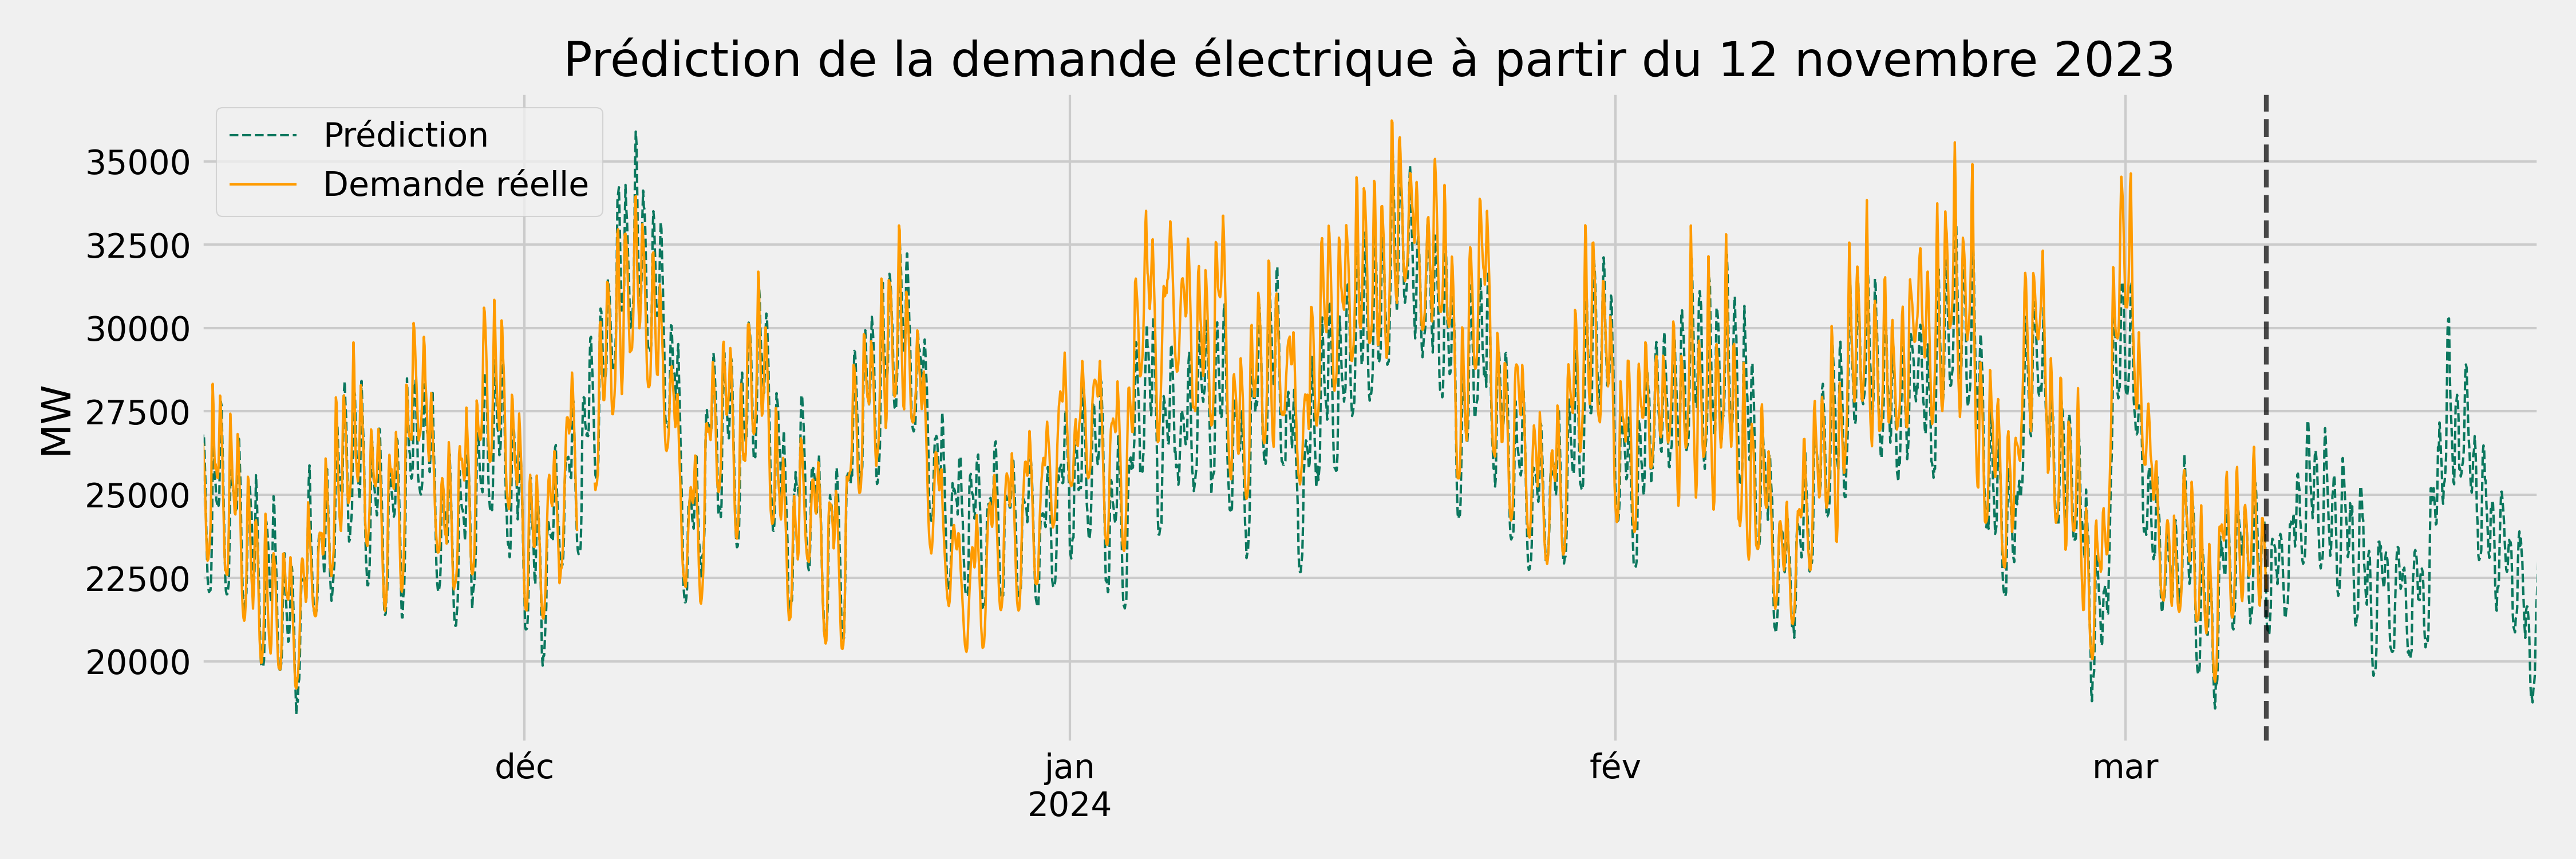 Prédiction de la demande électrique à partir du 12 novembre 2023
Prédiction
Demande réelle
MW
35000
32500
30000
27500
25000
22500
20000
déc
jan
2024
fév
mar